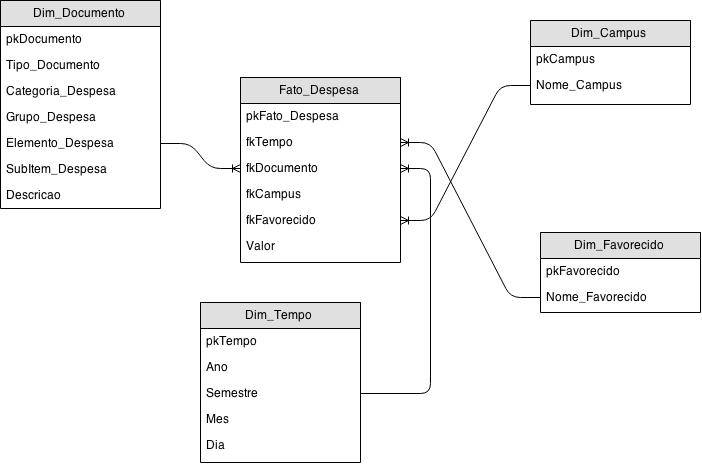 Dim_Documento
pkDocumento
Tipo_Documento
Categoria_Despesa
Grupo_Despesa
Elemento_Despesa
SubItem_Despesa
Descricao
Fato_Despesa
pkFato_Despesa
fkTempo
fkDocumento
fkCampus
fkFavorecido
Valor
Dim_Campus
pkCampus
Nome_Campus
Dim_Favorecido
pkFavorecido
Nome_Favorecido
Dim_Tempo
pkTempo
Ano
Semestre
Mes
Dia